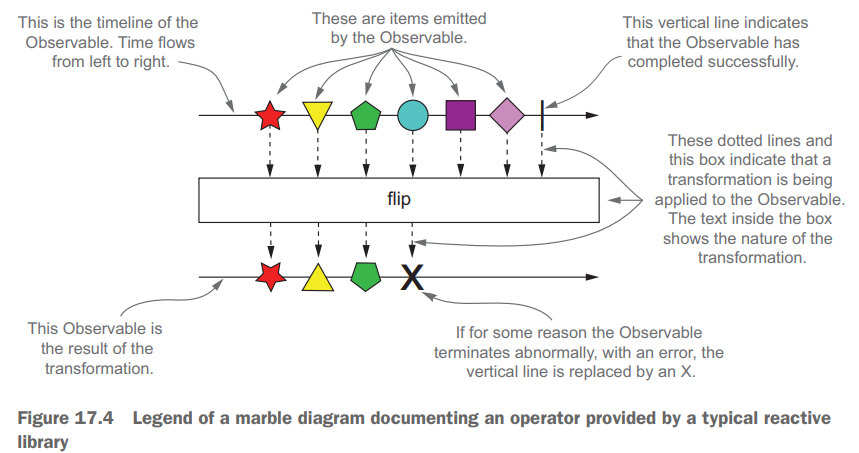 This is the timeline of the
Observable. Time flows
from left to right.
These are items emitted
by the Observable.
This vertical line indicates
that the Observable has
completed successfully.
These dotted lines and
this box indicate that a
transformation is being
applied to the Observable.
The text inside the box
shows the nature of the
transformation.
flip
X
This Observable is
the result of the
transformation.
If for some reason the Observable
terminates abnormally, with an error, the
vertical line is replaced by an X.
Figure 17.4 Legend of a marble diagram documenting an operator provided by a typical reactive
library